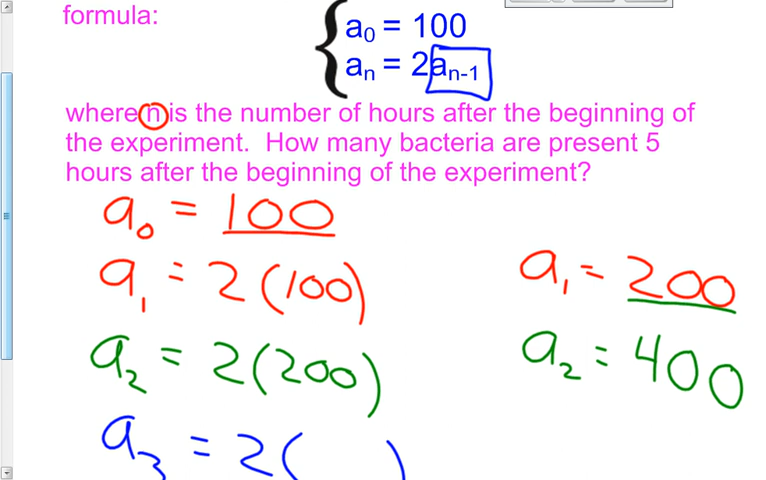 formula:
a₀ = 100
aₙ = 2aₙ₋₁
where n is the number of hours after the beginning of
the experiment. How many bacteria are present 5
hours after the beginning of the experiment?
a₀ = 100
a₁ = 2(100)
a₁ = 200
a₂ = 2(200)
a₂ = 400
a₃ = 2( )